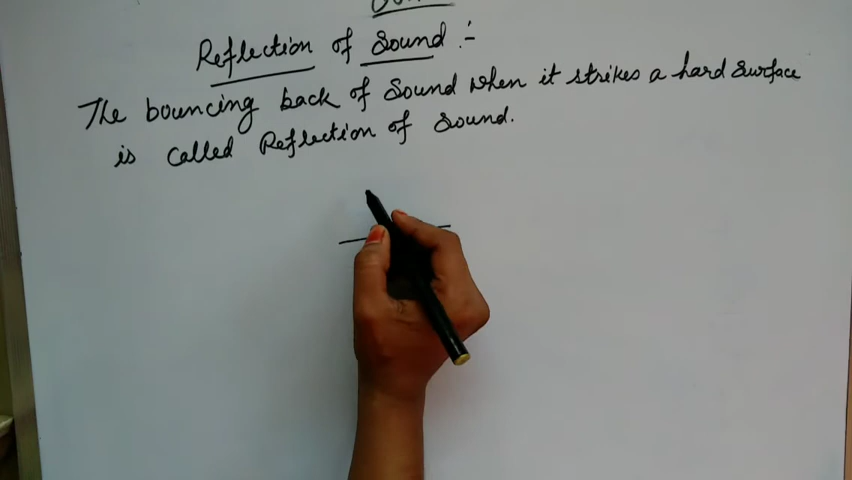 Reflection of Sound :-
The bouncing back of Sound when it strikes a hard surface
is called Reflection of Sound.